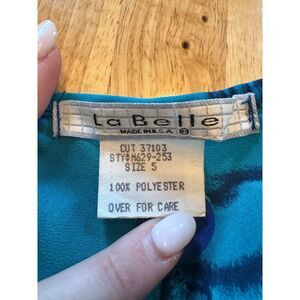 La Belle
MADE IN U.S.A.
CUT 37103
STY#M629-253
SIZE 5
100% POLYESTER
OVER FOR CARE